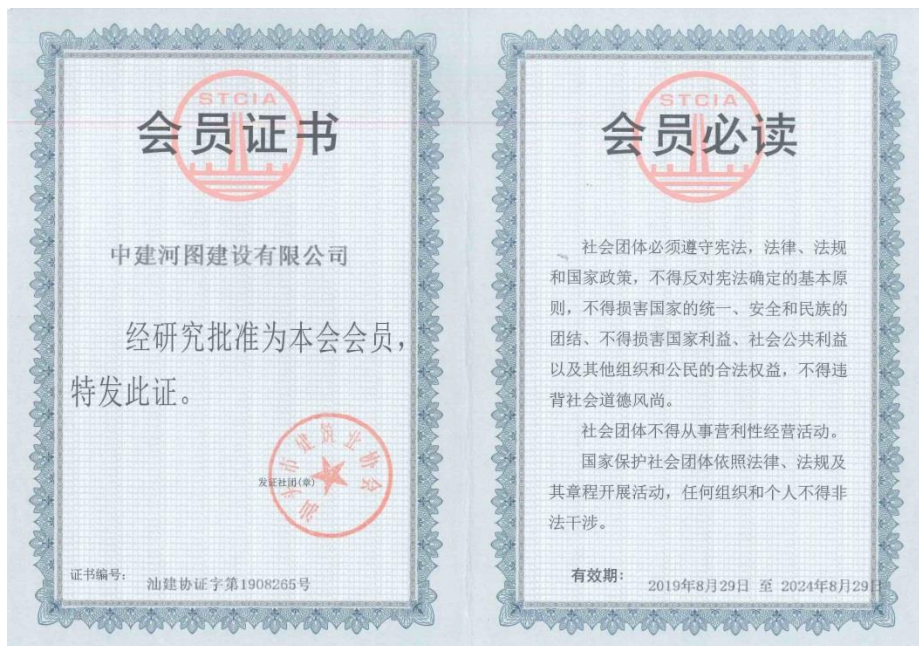 STCIA
会员证书
中建河图建设有限公司
经研究批准为本会会员，
特发此证。
汕头市建筑业协会
发证社团(章)
证书编号：
汕建协证字第1908265号
STCIA
会员必读
社会团体必须遵守宪法，法律、法规
和国家政策，不得反对宪法确定的基本原
则，不得损害国家的统一、安全和民族的
团结、不得损害国家利益、社会公共利益
以及其他组织和公民的合法权益，不得违
背社会道德风尚。
社会团体不得从事营利性经营活动。
国家保护社会团体依照法律、法规及
其章程开展活动，任何组织和个人不得非
法干涉。
有效期：
2019年8月29日 至 2024年8月29日